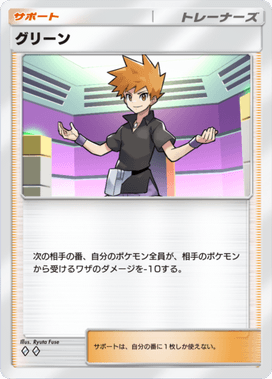 サポート
トレーナーズ
グリーン
次の相手の番、自分のポケモン全員が、相手のポケモン
から受けるワザのダメージを-10する。
Illus. Ryuta Fuse
サポートは、自分の番に1枚しか使えない。